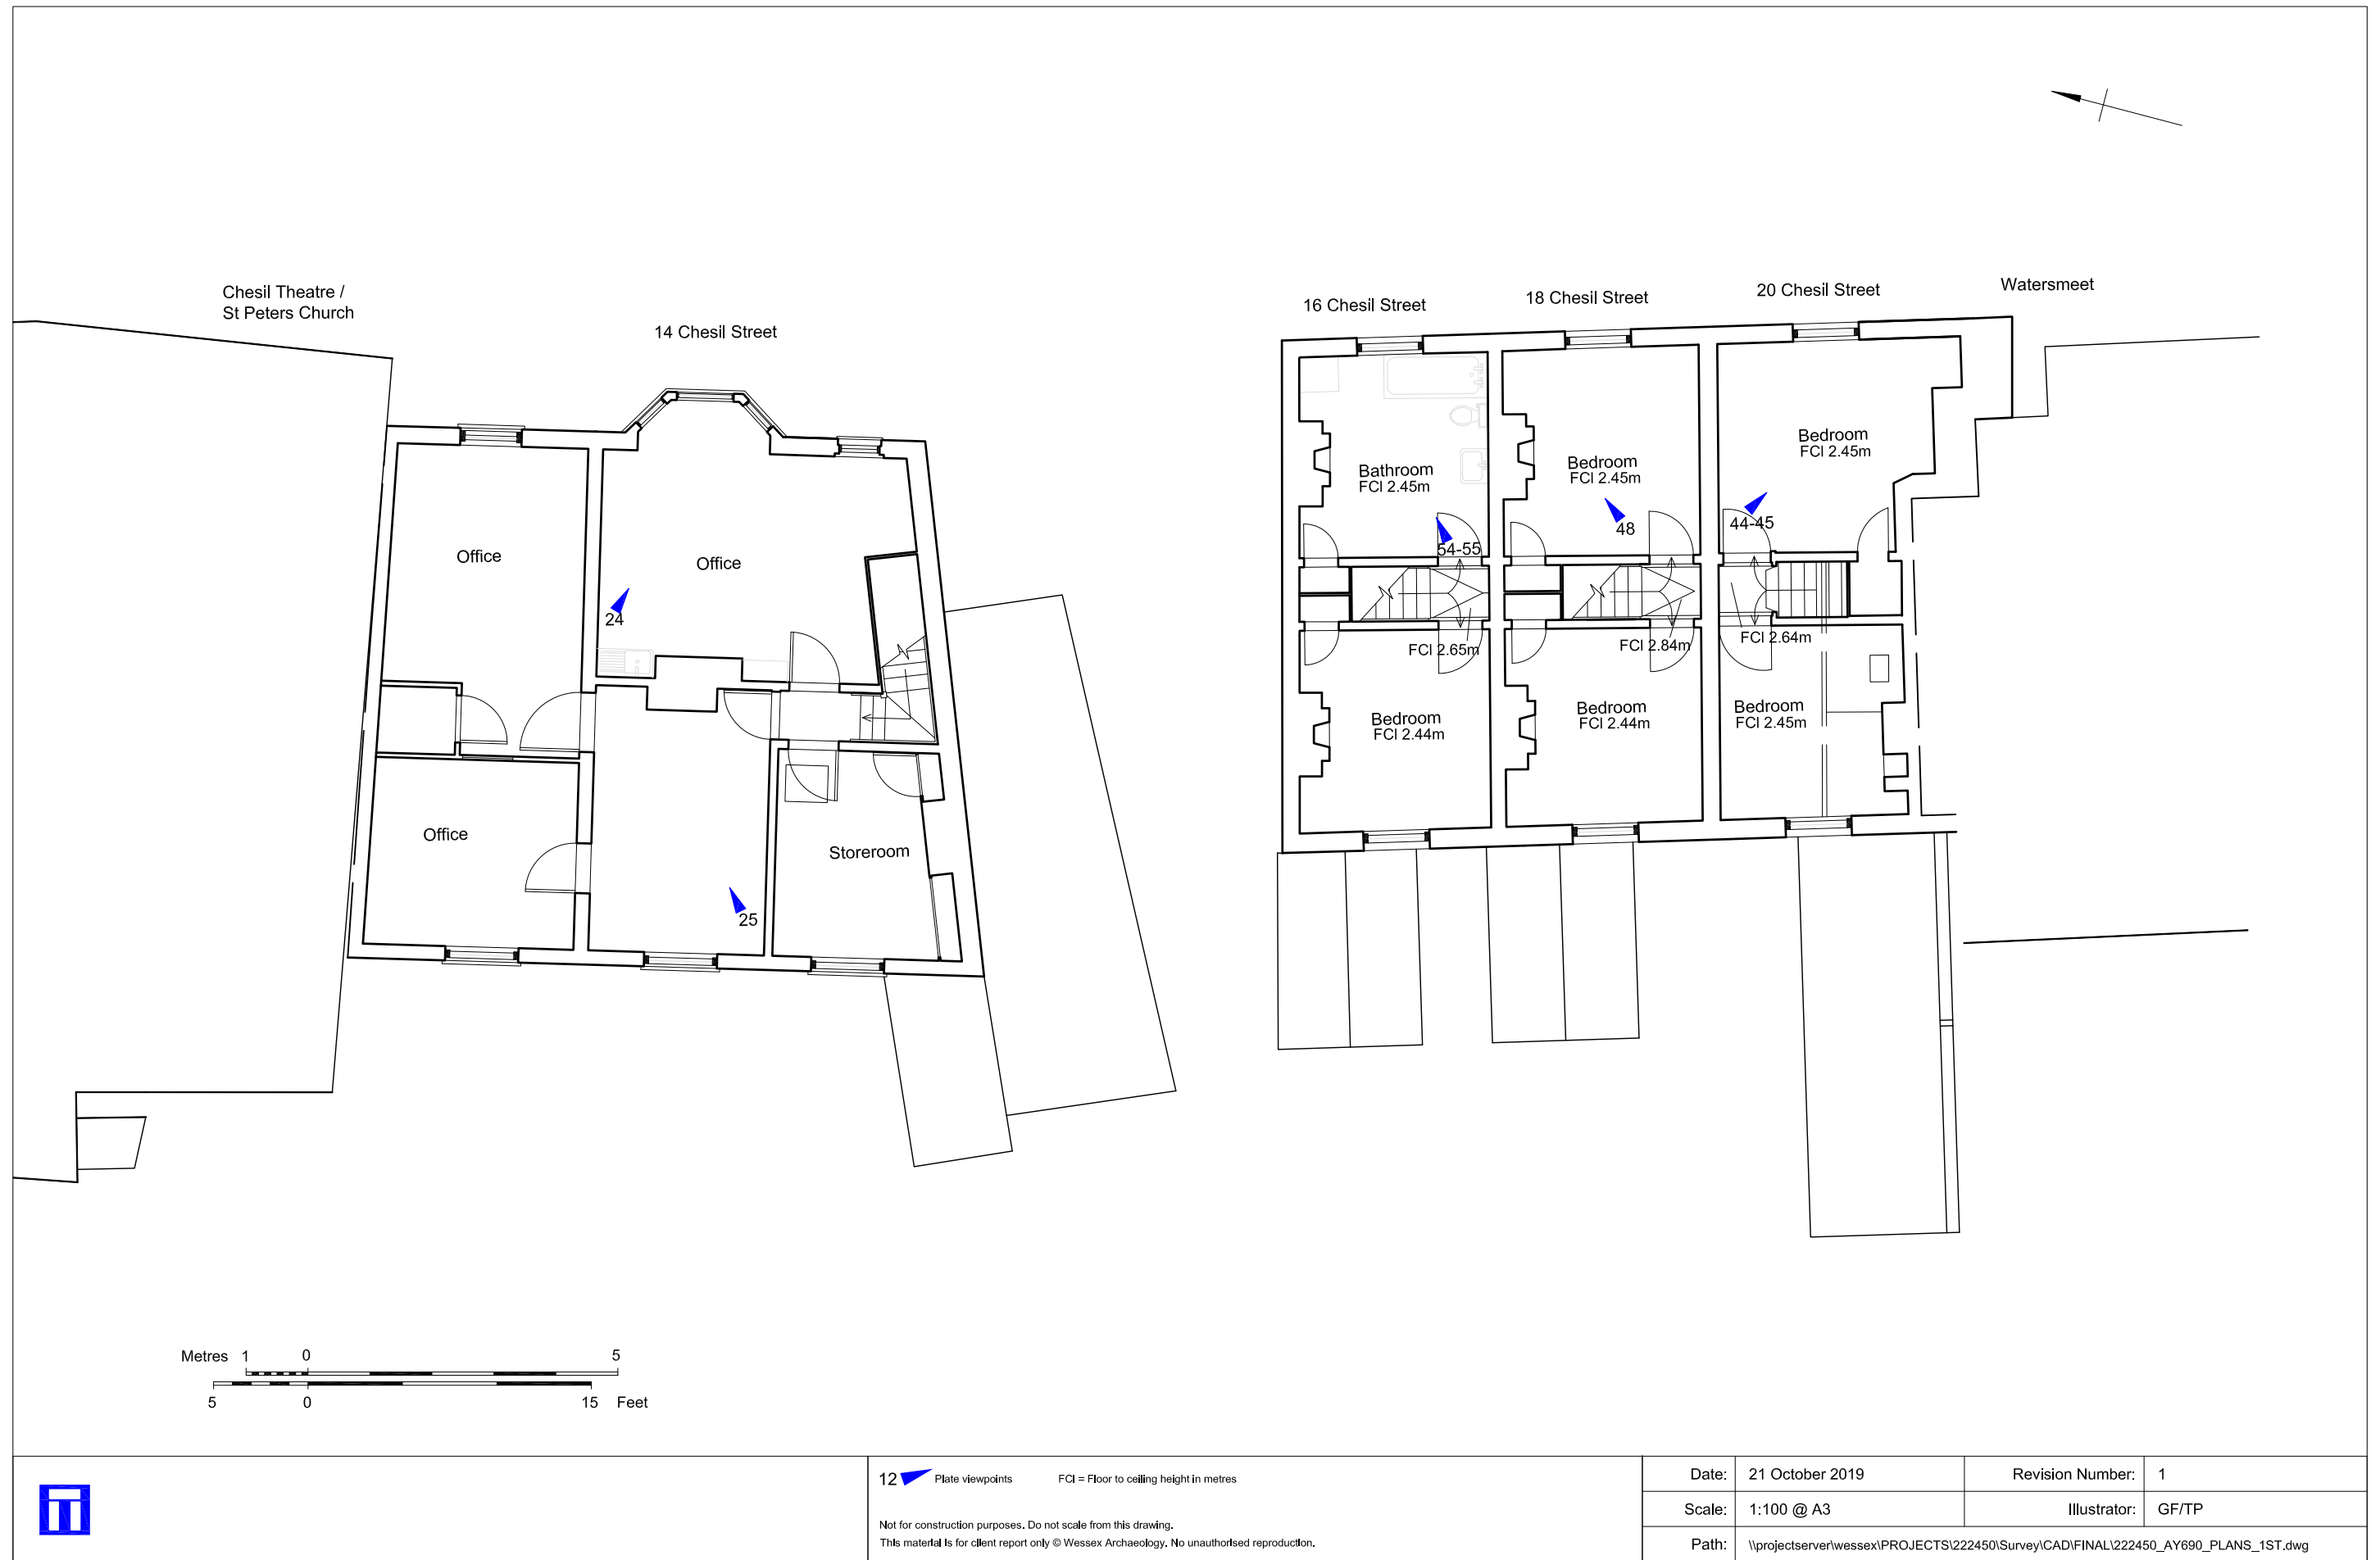 Chesil Theatre /
St Peters Church
14 Chesil Street
16 Chesil Street
18 Chesil Street
20 Chesil Street
Watersmeet
Office
Office
24
Office
25
Storeroom
Bathroom
FCl 2.45m
54-55
Bedroom
FCl 2.45m
48
Bedroom
FCl 2.45m
44-45
FCl 2.65m
FCl 2.84m
FCl 2.64m
Bedroom
FCl 2.44m
Bedroom
FCl 2.44m
Bedroom
FCl 2.45m
Metres 1 0 5
5 0 15 Feet
12 Plate viewpoints FCl = Floor to ceiling height in metres
Not for construction purposes. Do not scale from this drawing.
This material is for client report only © Wessex Archaeology. No unauthorised reproduction.
Date: 21 October 2019 Revision Number: 1
Scale: 1:100 @ A3 Illustrator: GF/TP
Path: \\projectserver\wessex\PROJECTS\222450\Survey\CAD\FINAL\222450_AY690_PLANS_1ST.dwg